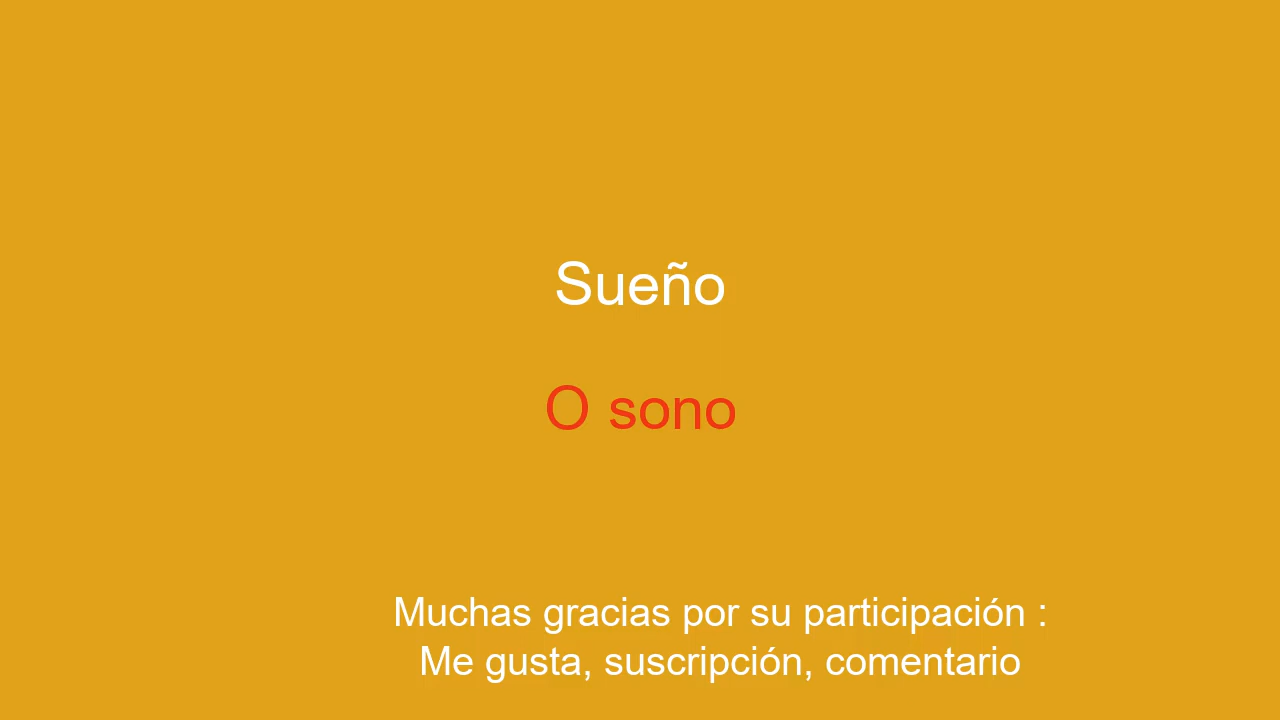 Sueño
O sono
Muchas gracias por su participación :
Me gusta, suscripción, comentario